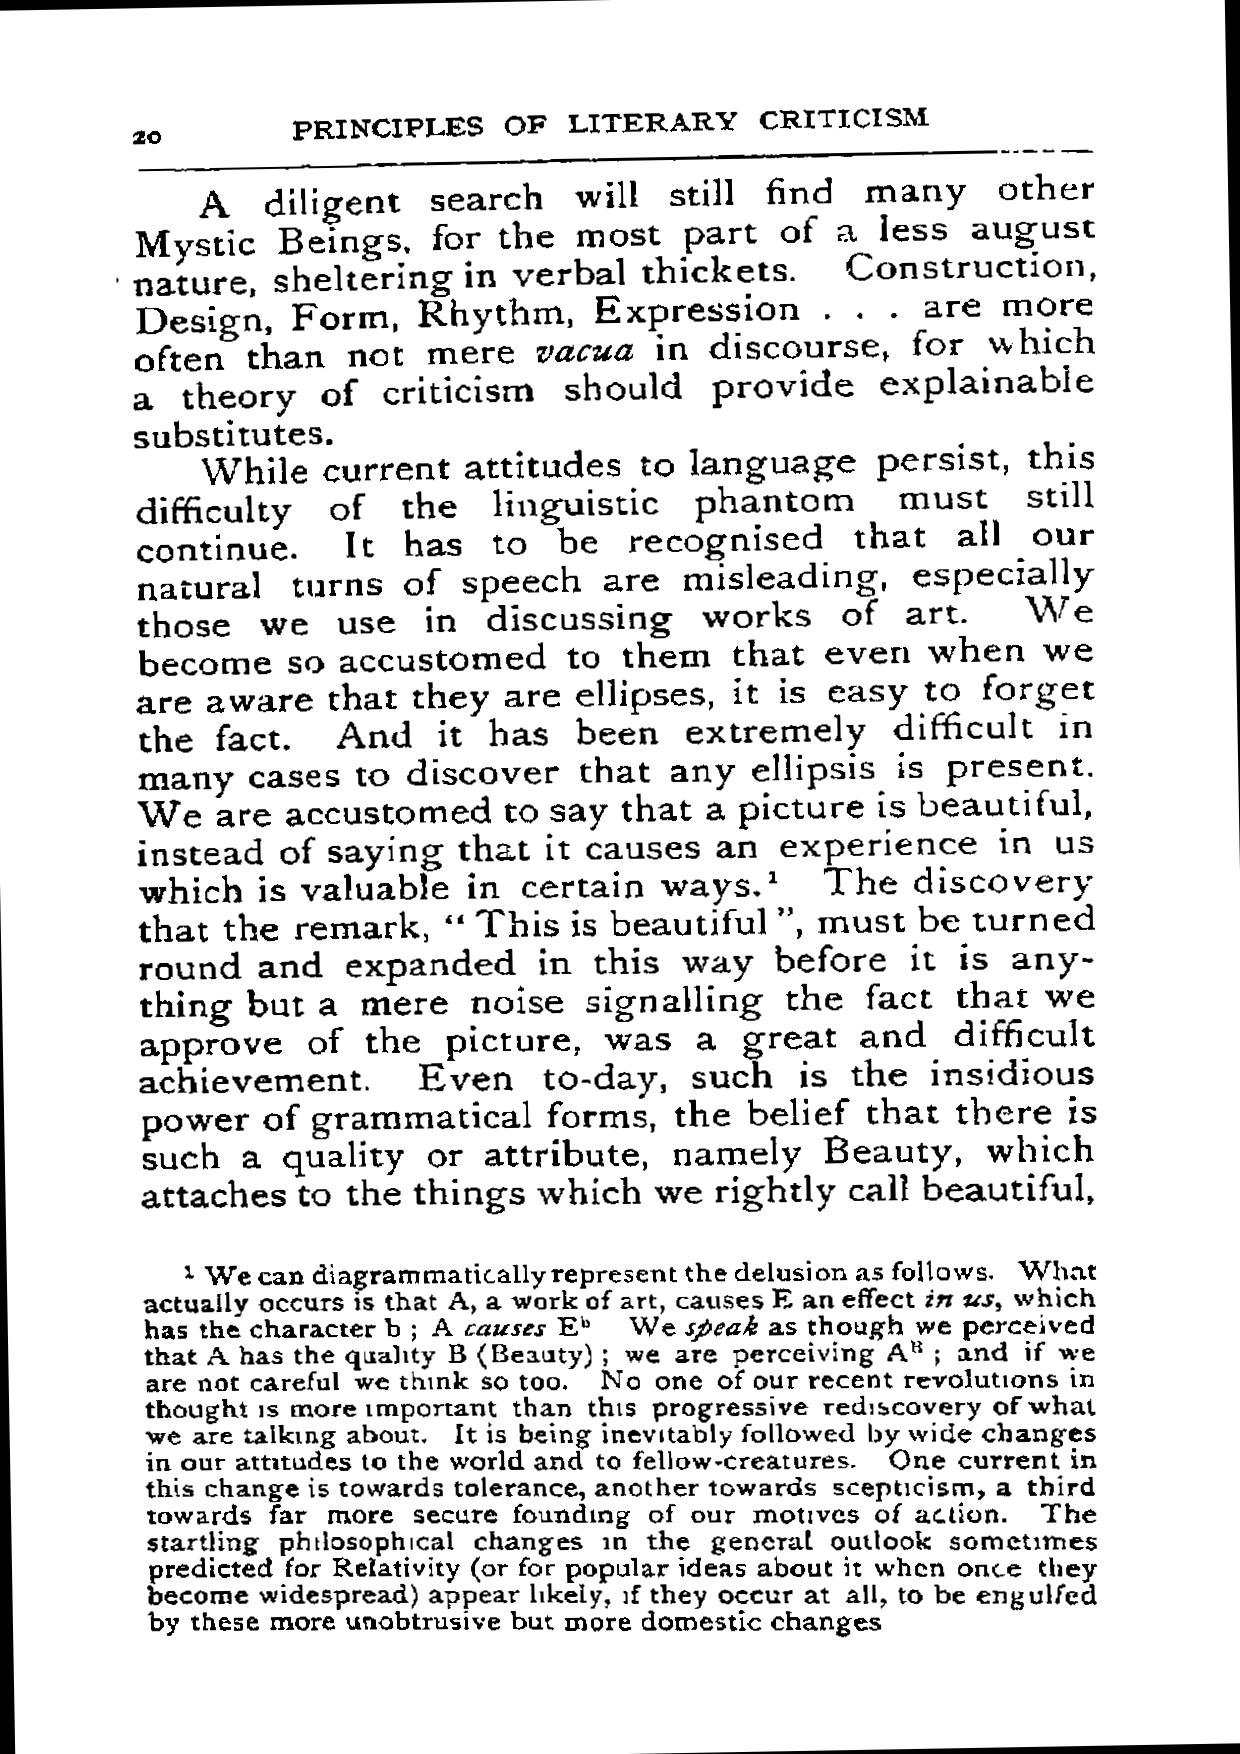 20 PRINCIPLES OF LITERARY CRITICISM
A diligent search will still find many other
Mystic Beings, for the most part of a less august
nature, sheltering in verbal thickets. Construction,
Design, Form, Rhythm, Expression . . . are more
often than not mere vacua in discourse, for which
a theory of criticism should provide explainable
substitutes.
While current attitudes to language persist, this
difficulty of the linguistic phantom must still
continue. It has to be recognised that all our
natural turns of speech are misleading, especially
those we use in discussing works of art. We
become so accustomed to them that even when we
are aware that they are ellipses, it is easy to forget
the fact. And it has been extremely difficult in
many cases to discover that any ellipsis is present.
We are accustomed to say that a picture is beautiful,
instead of saying that it causes an experience in us
which is valuable in certain ways.¹ The discovery
that the remark, “ This is beautiful ”, must be turned
round and expanded in this way before it is any-
thing but a mere noise signalling the fact that we
approve of the picture, was a great and difficult
achievement. Even to-day, such is the insidious
power of grammatical forms, the belief that there is
such a quality or attribute, namely Beauty, which
attaches to the things which we rightly call beautiful,
¹ We can diagrammatically represent the delusion as follows. What
actually occurs is that A, a work of art, causes E an effect in us, which
has the character b ; A causes Eᵇ We speak as though we perceived
that A has the quality B (Beauty) ; we are perceiving Aᴮ ; and if we
are not careful we think so too. No one of our recent revolutions in
thought is more important than this progressive rediscovery of what
we are talking about. It is being inevitably followed by wide changes
in our attitudes to the world and to fellow-creatures. One current in
this change is towards tolerance, another towards scepticism, a third
towards far more secure founding of our motives of action. The
startling philosophical changes in the general outlook sometimes
predicted for Relativity (or for popular ideas about it when once they
become widespread) appear likely, if they occur at all, to be engulfed
by these more unobtrusive but more domestic changes